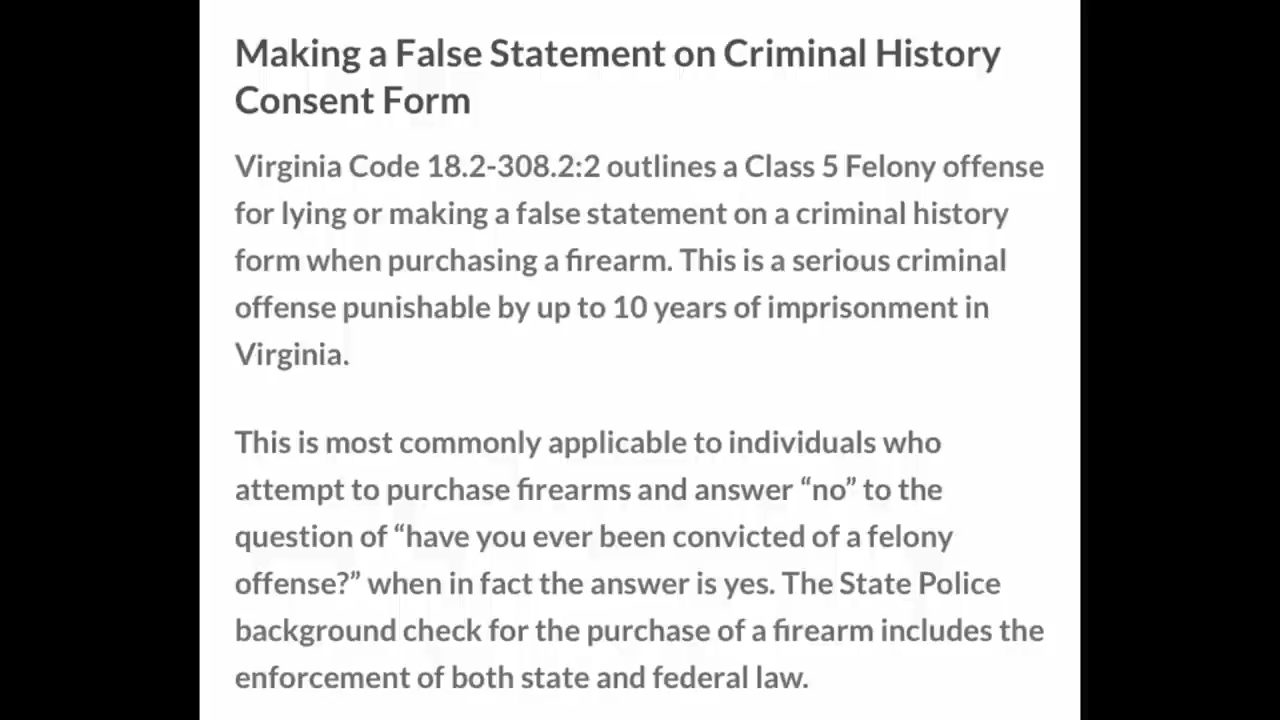 Making a False Statement on Criminal History
Consent Form
Virginia Code 18.2-308.2:2 outlines a Class 5 Felony offense
for lying or making a false statement on a criminal history
form when purchasing a firearm. This is a serious criminal
offense punishable by up to 10 years of imprisonment in
Virginia.
This is most commonly applicable to individuals who
attempt to purchase firearms and answer “no” to the
question of “have you ever been convicted of a felony
offense?” when in fact the answer is yes. The State Police
background check for the purchase of a firearm includes the
enforcement of both state and federal law.